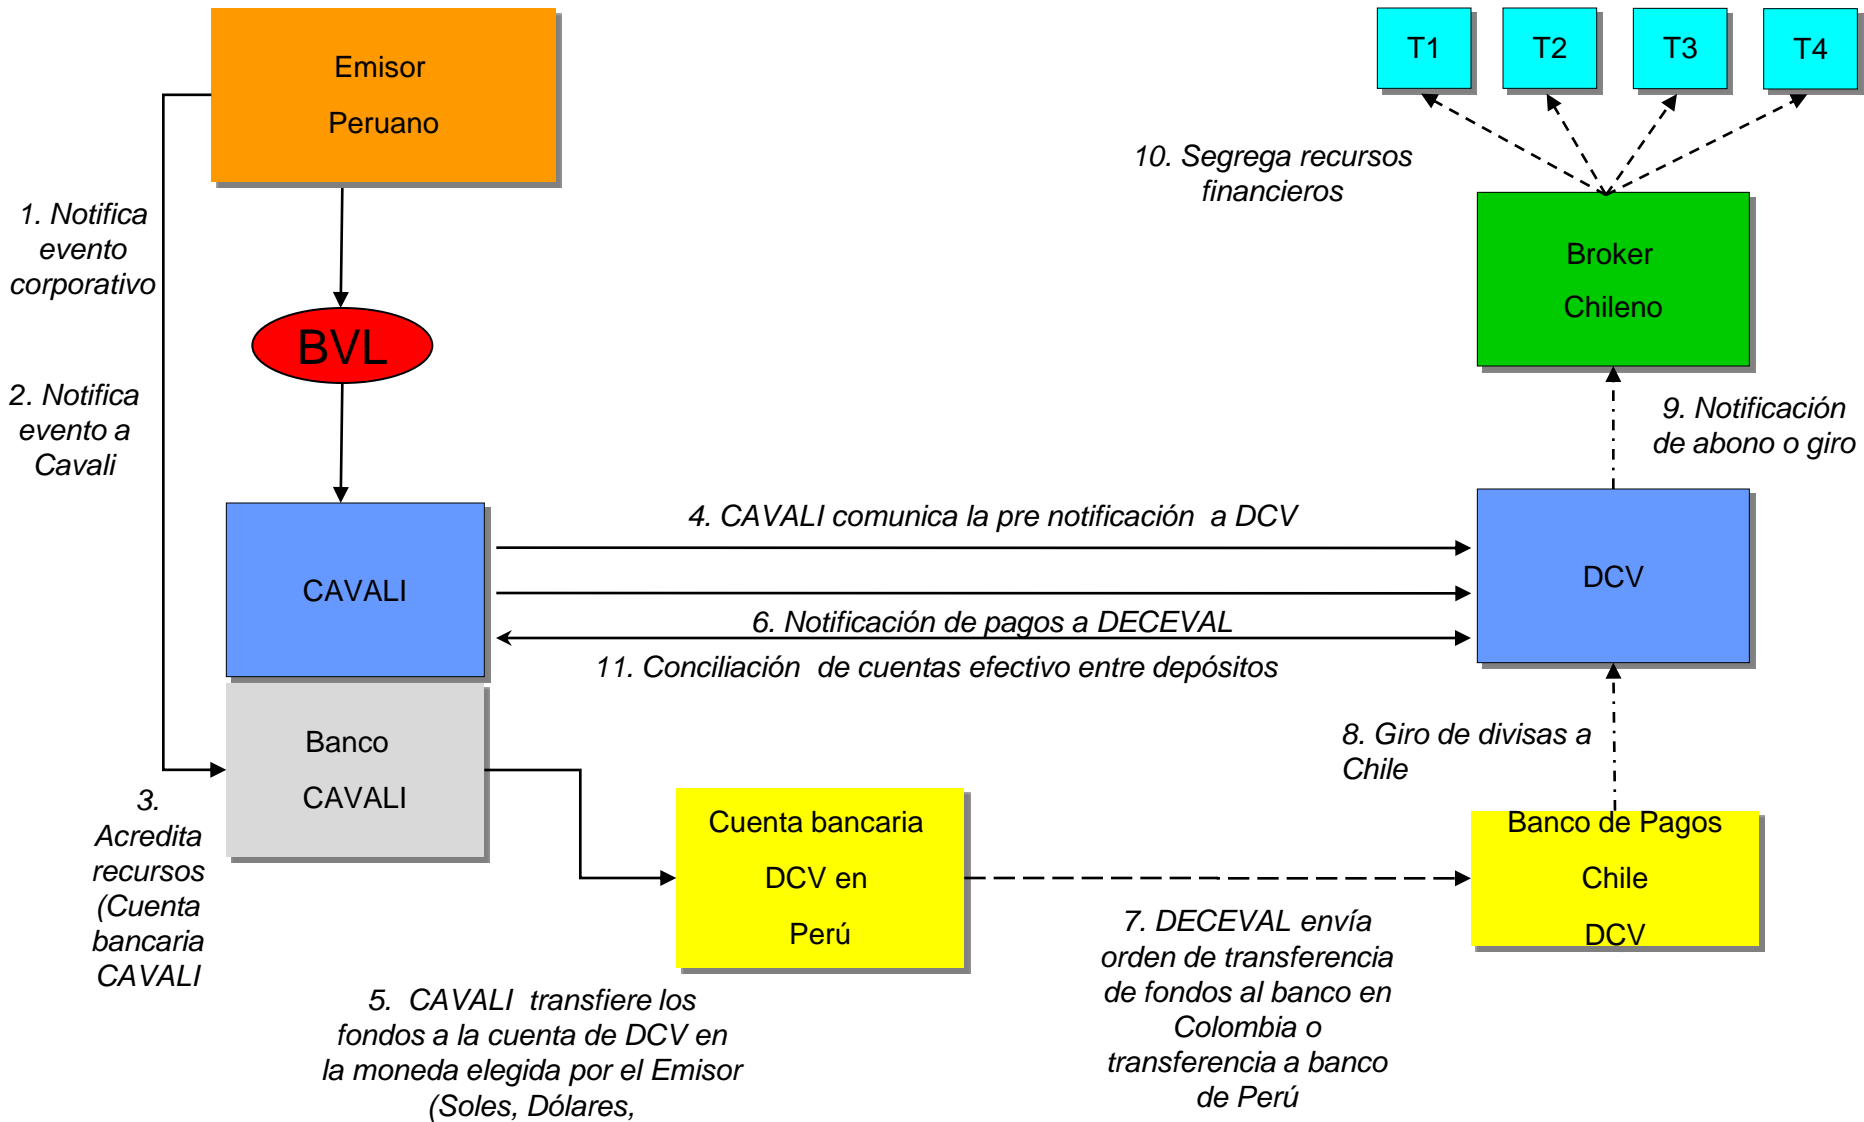 Emisor
Peruano
T1
T2
T3
T4
10. Segrega recursos
financieros
1. Notifica
evento
corporativo
Broker
Chileno
BVL
2. Notifica
evento a
Cavali
9. Notificación
de abono o giro
4. CAVALI comunica la pre notificación a DCV
CAVALI
DCV
6. Notificación de pagos a DECEVAL
11. Conciliación de cuentas efectivo entre depósitos
Banco
CAVALI
8. Giro de divisas a
Chile
3.
Acredita
recursos
(Cuenta
bancaria
CAVALI
Cuenta bancaria
DCV en
Perú
Banco de Pagos
Chile
DCV
5. CAVALI transfiere los
fondos a la cuenta de DCV en
la moneda elegida por el Emisor
(Soles, Dólares,
7. DECEVAL envía
orden de transferencia
de fondos al banco en
Colombia o
transferencia a banco
de Perú